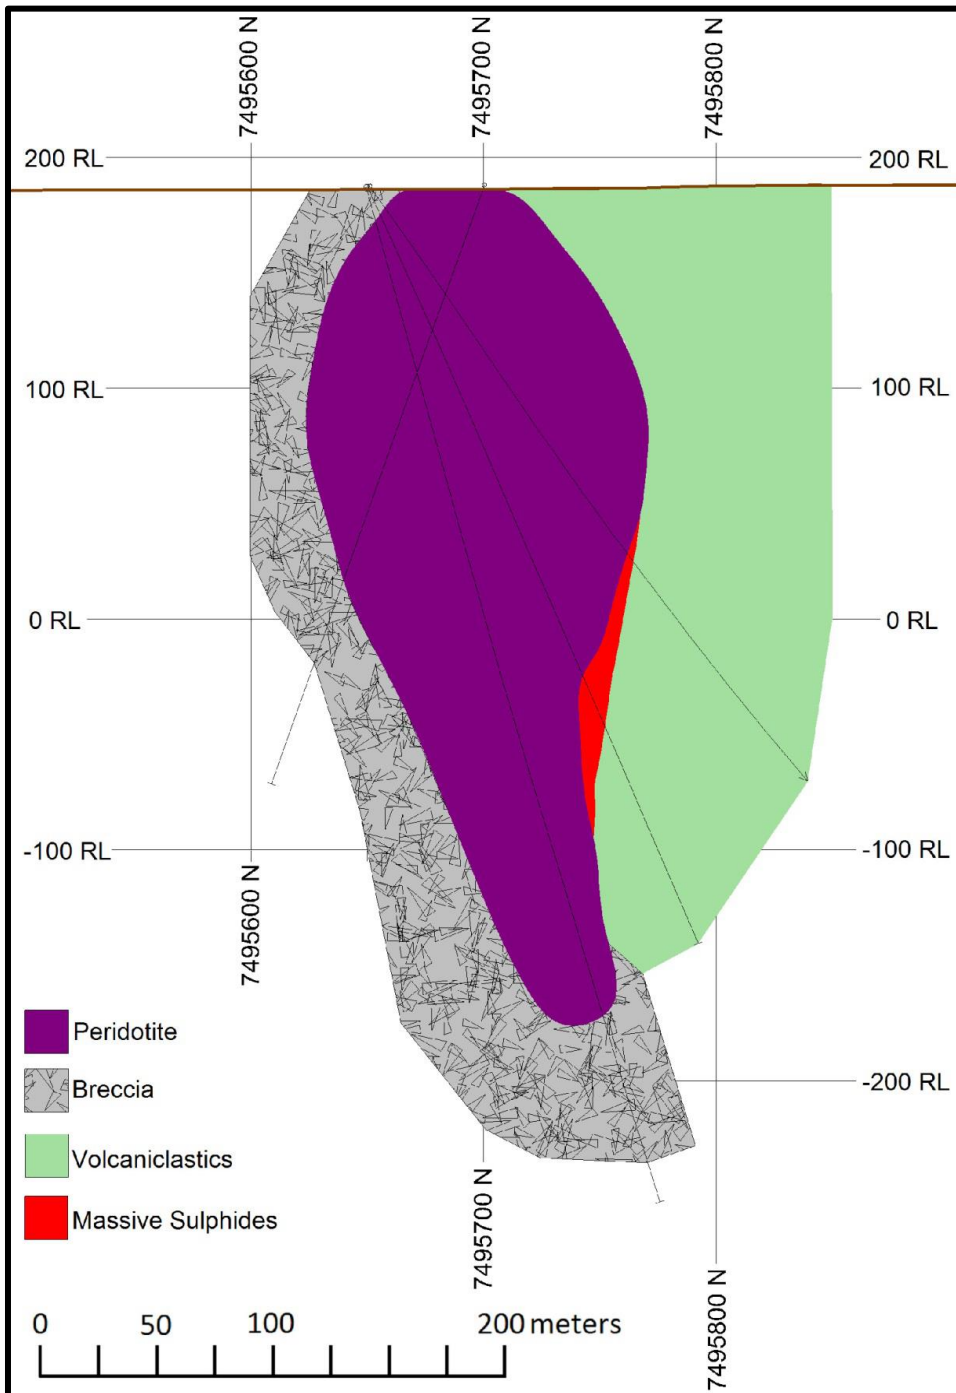 7495600 N
7495700 N
7495800 N
200 RL
200 RL
100 RL
100 RL
0 RL
0 RL
-100 RL
-100 RL
7495600 N
Peridotite
Breccia
-200 RL
Volcaniclastics
7495700 N
Massive Sulphides
7495800 N
0 50 100 200 meters